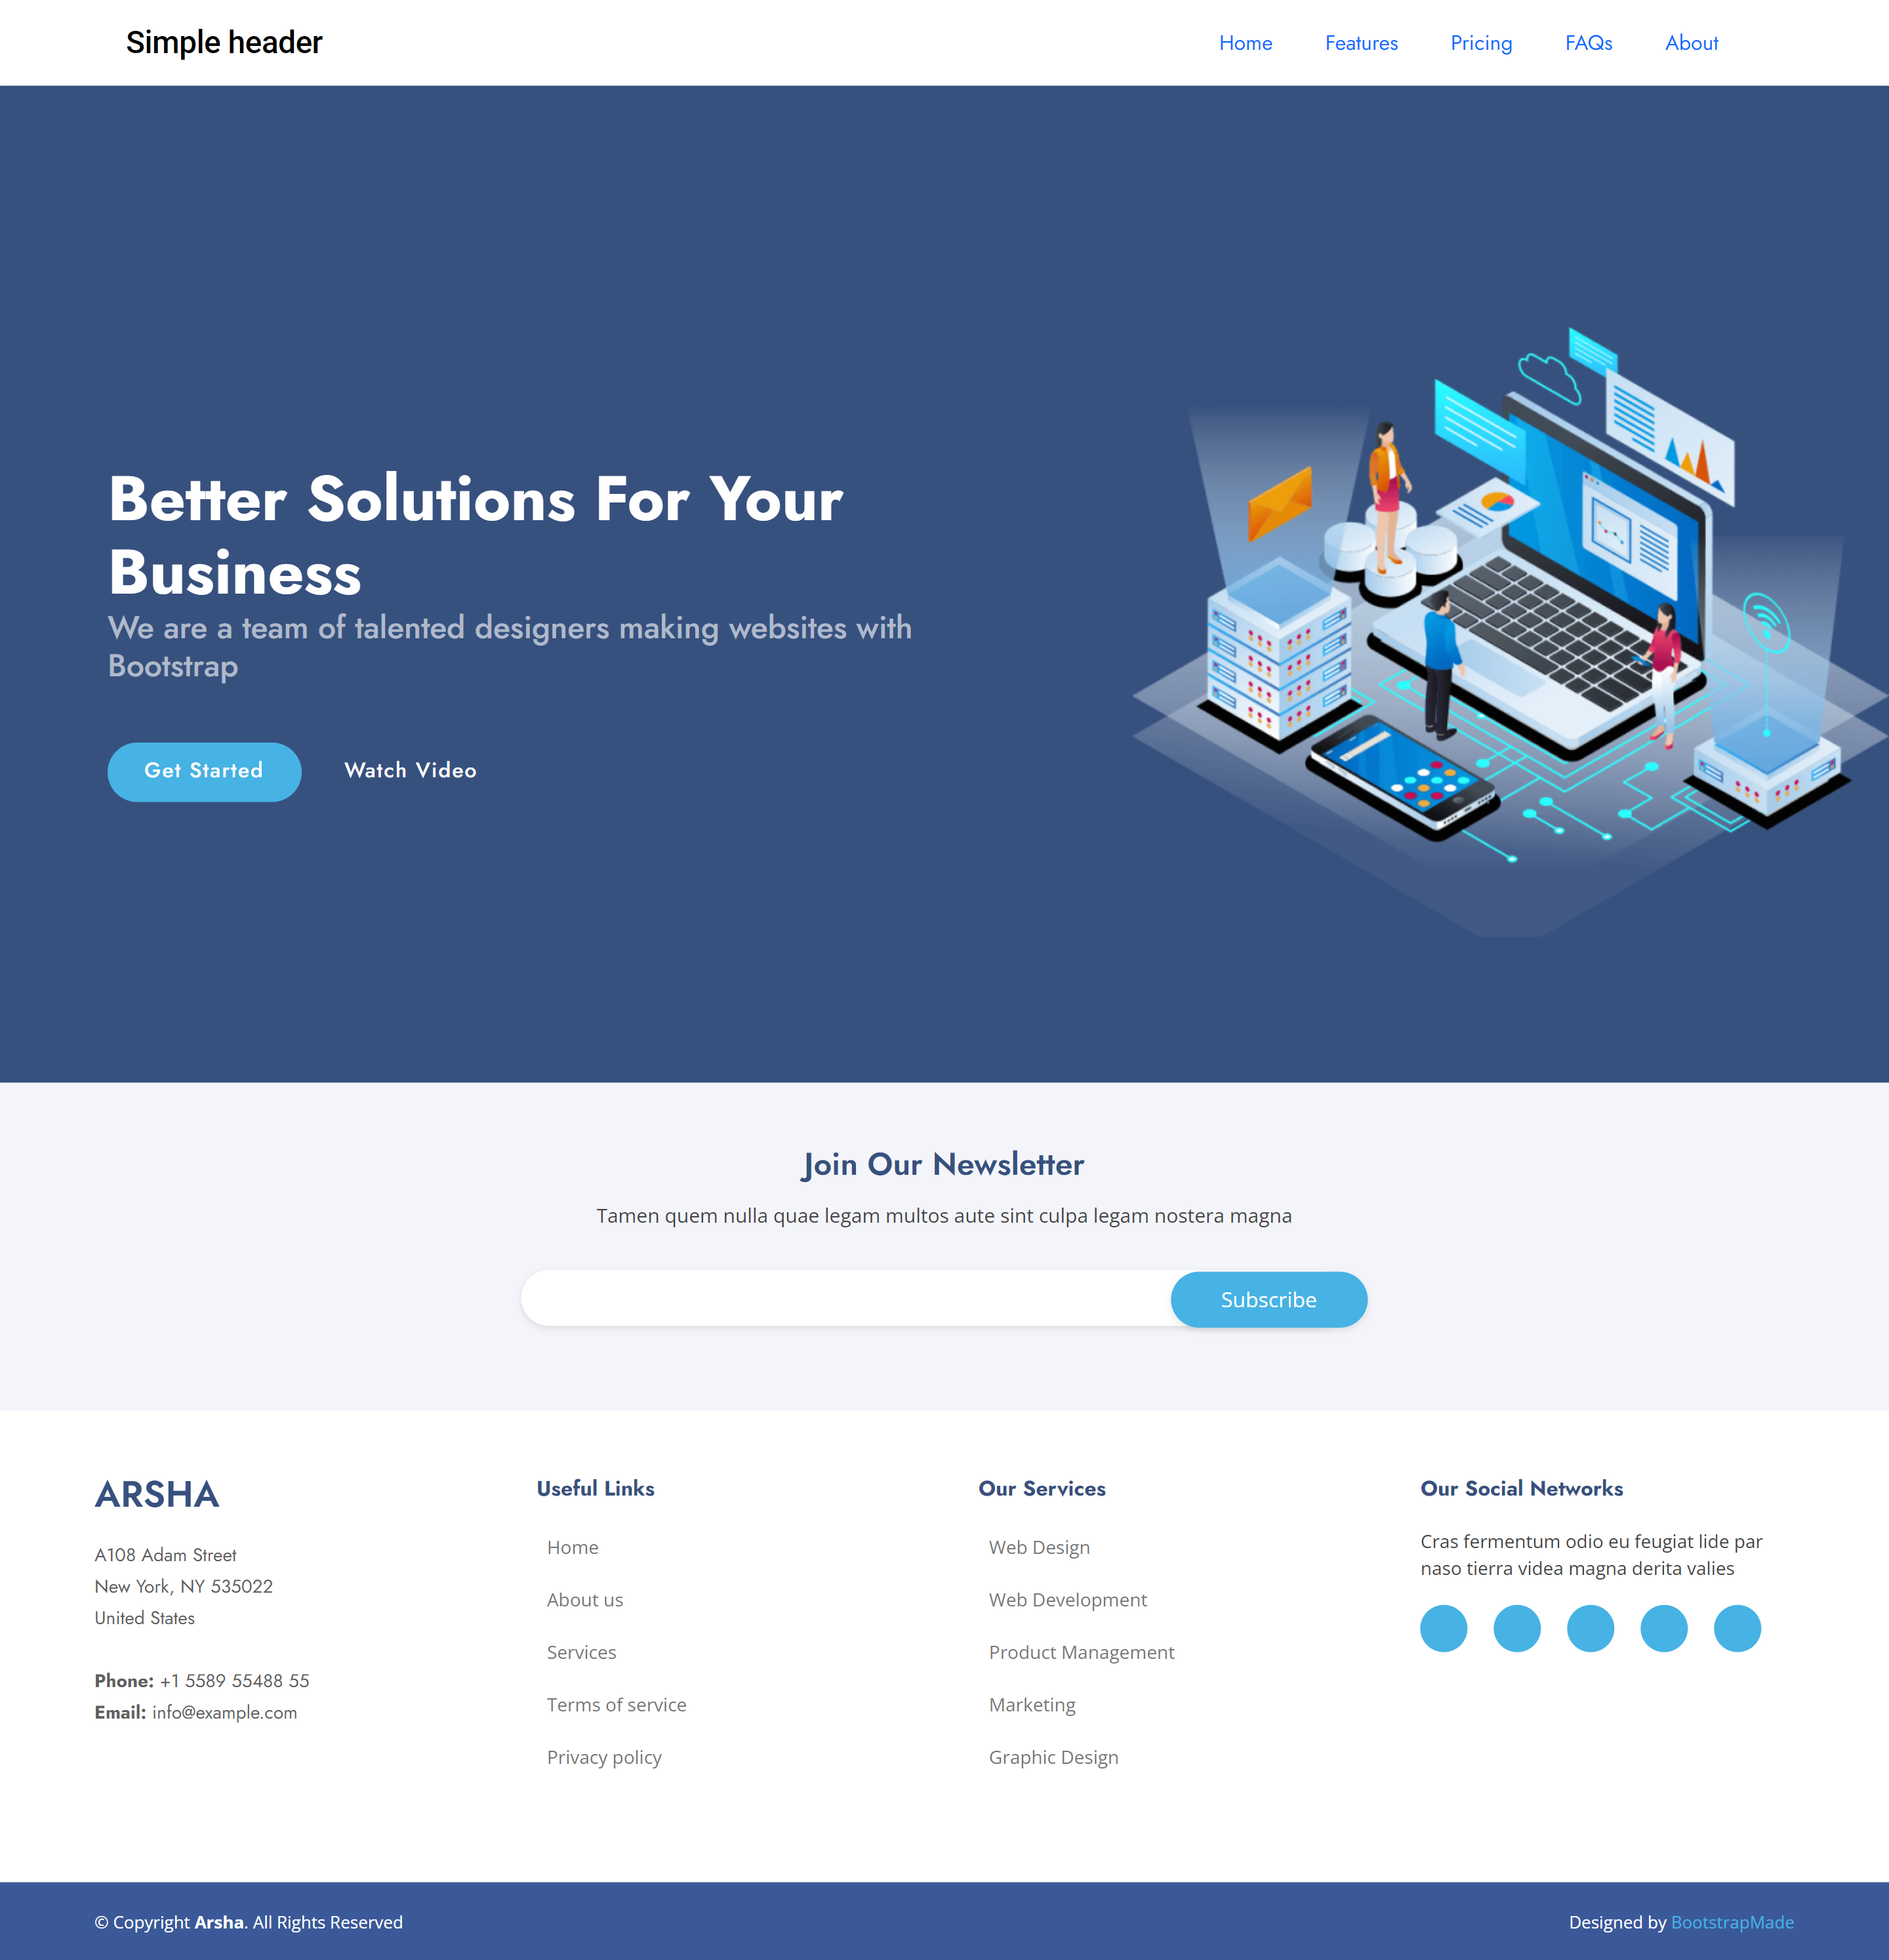 Simple header
Home Features Pricing FAQs About
Better Solutions For Your
Business
We are a team of talented designers making websites with
Bootstrap
Get Started Watch Video
Join Our Newsletter
Tamen quem nulla quae legam multos aute sint culpa legam nostera magna
Subscribe
ARSHA
A108 Adam Street
New York, NY 535022
United States
Phone: +1 5589 55488 55
Email: info@example.com
Useful Links
Home
About us
Services
Terms of service
Privacy policy
Our Services
Web Design
Web Development
Product Management
Marketing
Graphic Design
Our Social Networks
Cras fermentum odio eu feugiat lide par
naso tierra videa magna derita valies
© Copyright Arsha. All Rights Reserved
Designed by BootstrapMade